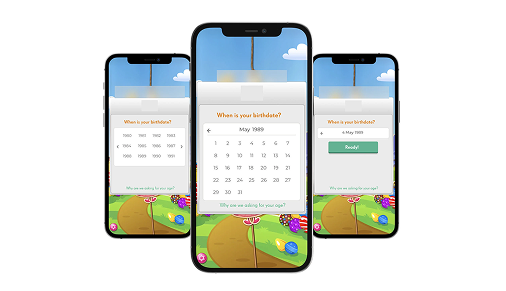 When is your birthdate?
1980 1981 1982 1983
1984 1985 1986 1987
1988 1989 1990 1991
Why are we asking for your age?
When is your birthdate?
May 1989
1 2 3 4 5 6 7
8 9 10 11 12 13 14
15 16 17 18 19 20 21
22 23 24 25 26 27 28
29 30 31
Why are we asking for your age?
When is your birthdate?
6 May 1989
Ready!
Why are we asking for your age?